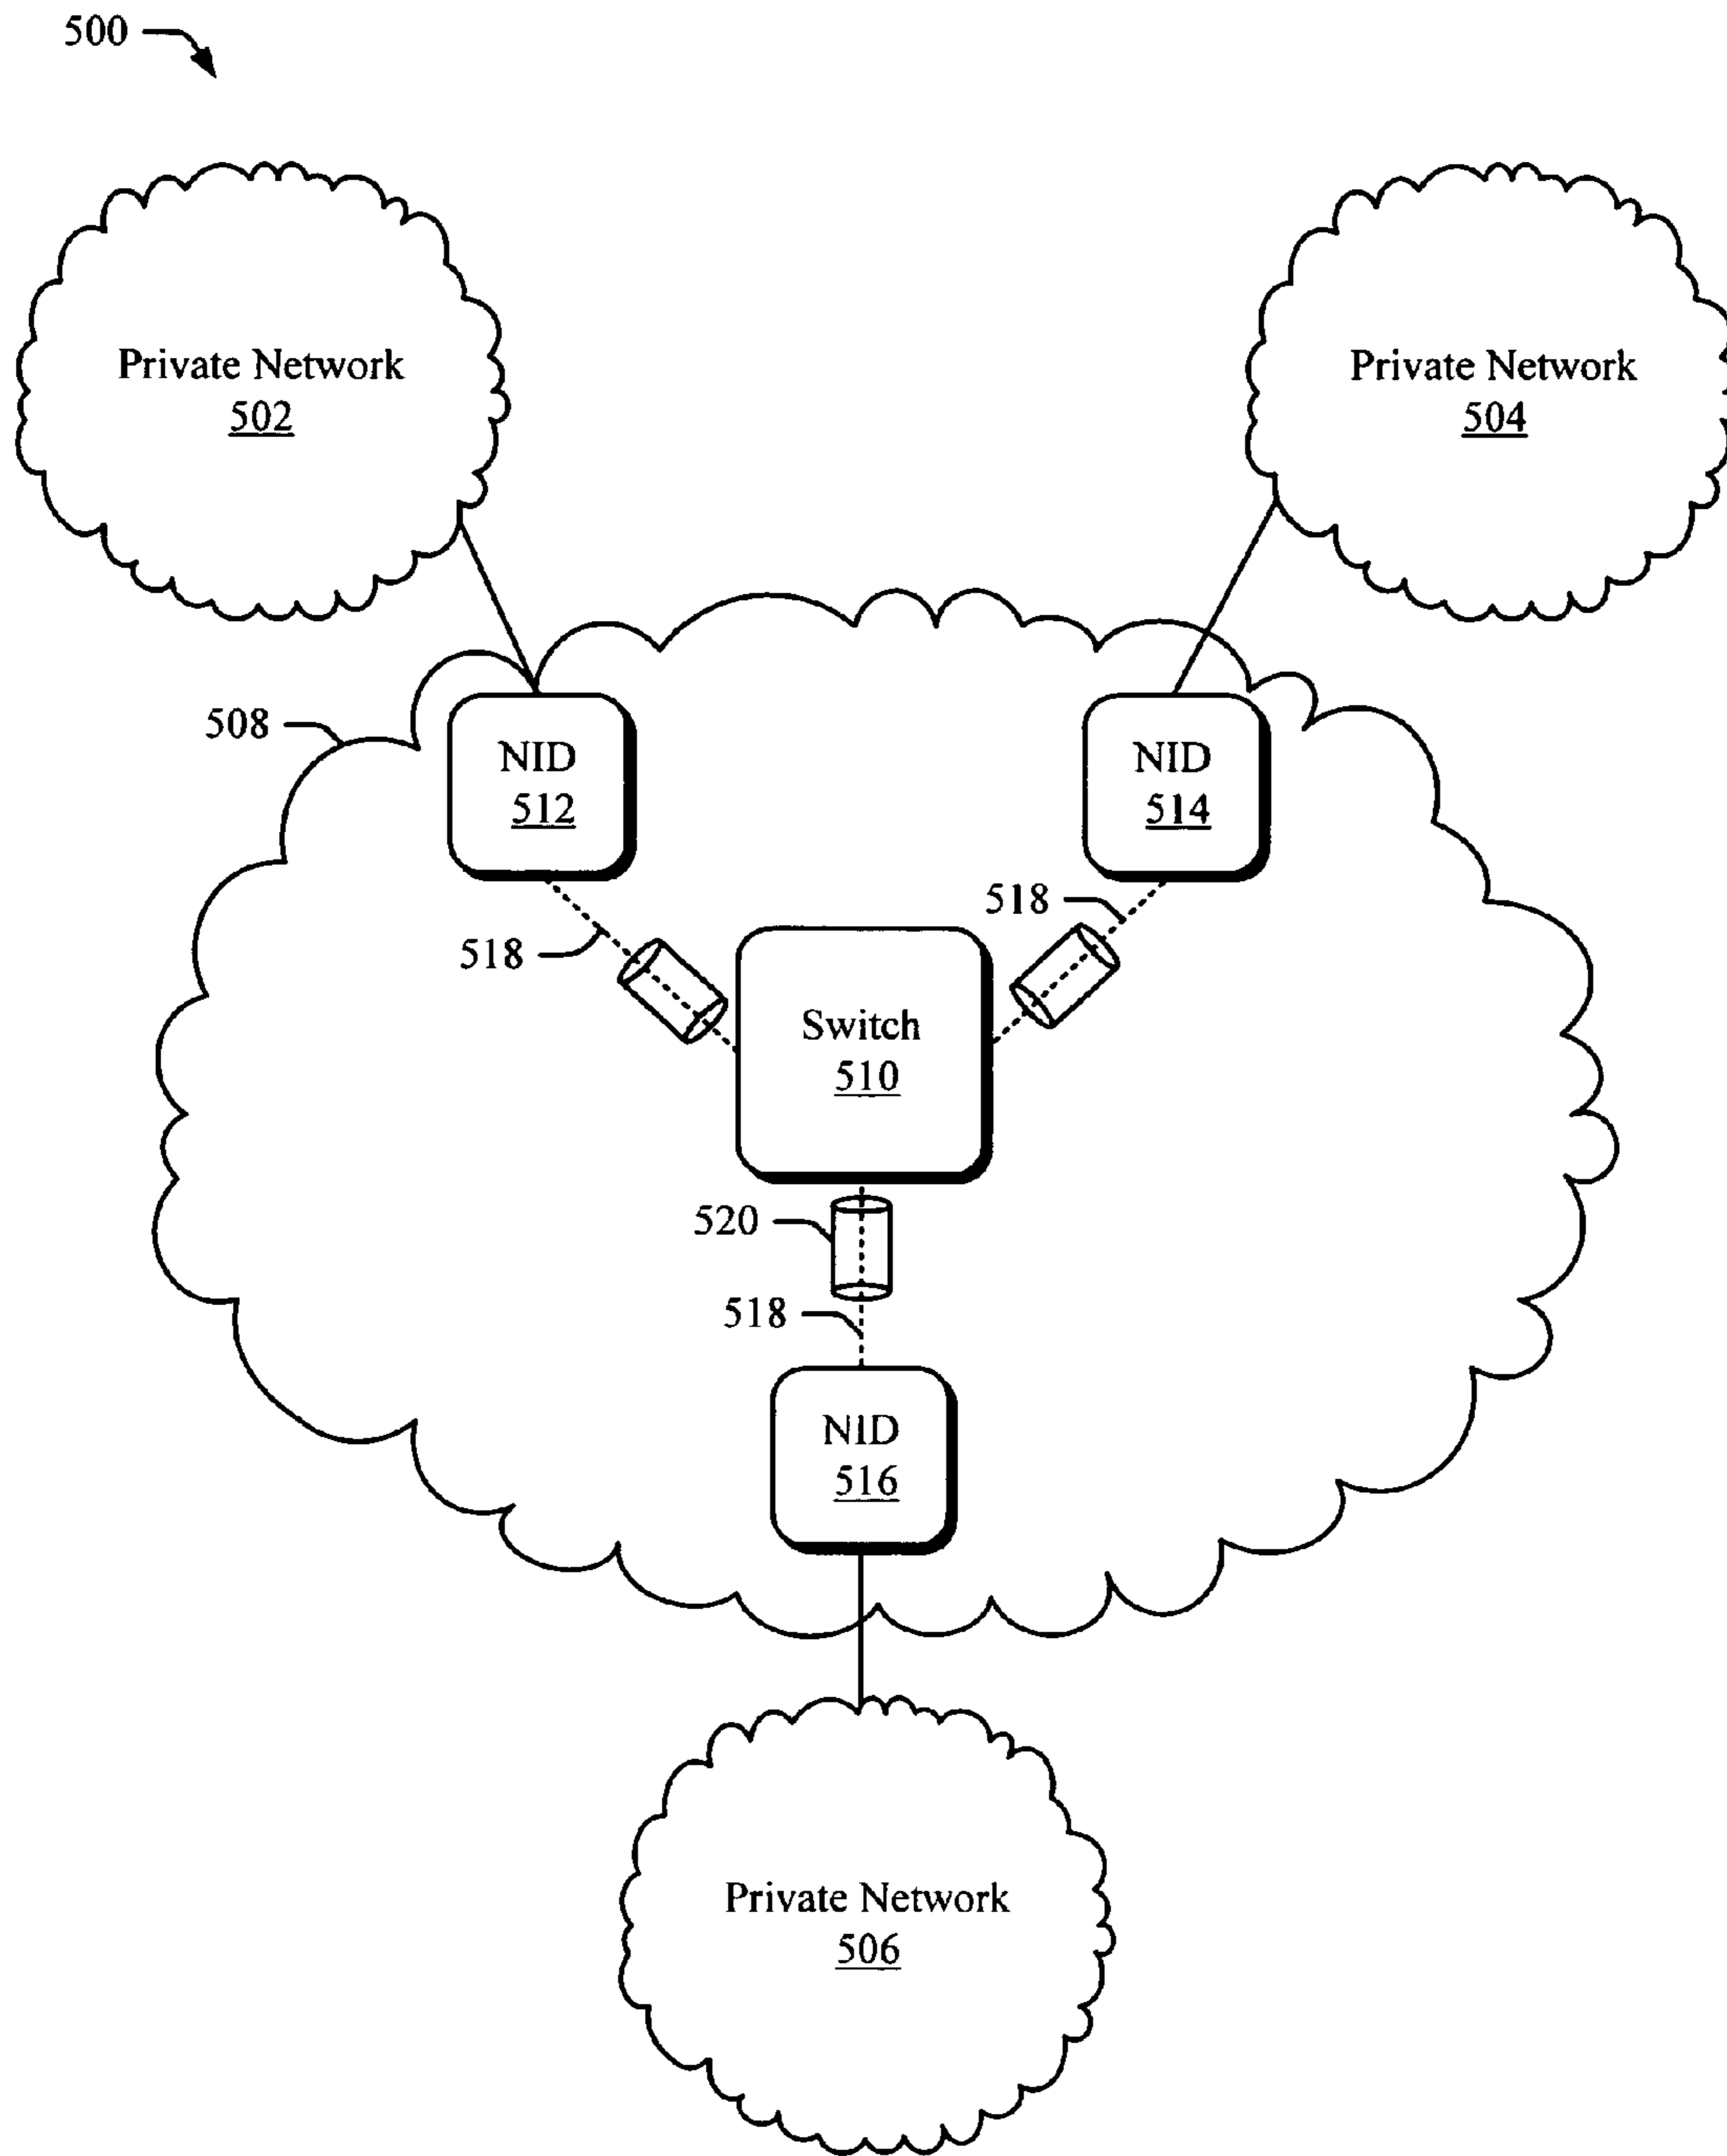 500
Private Network
502
Private Network
504
508
NID
512
NID
514
518
518
Switch
510
520
518
NID
516
Private Network
506